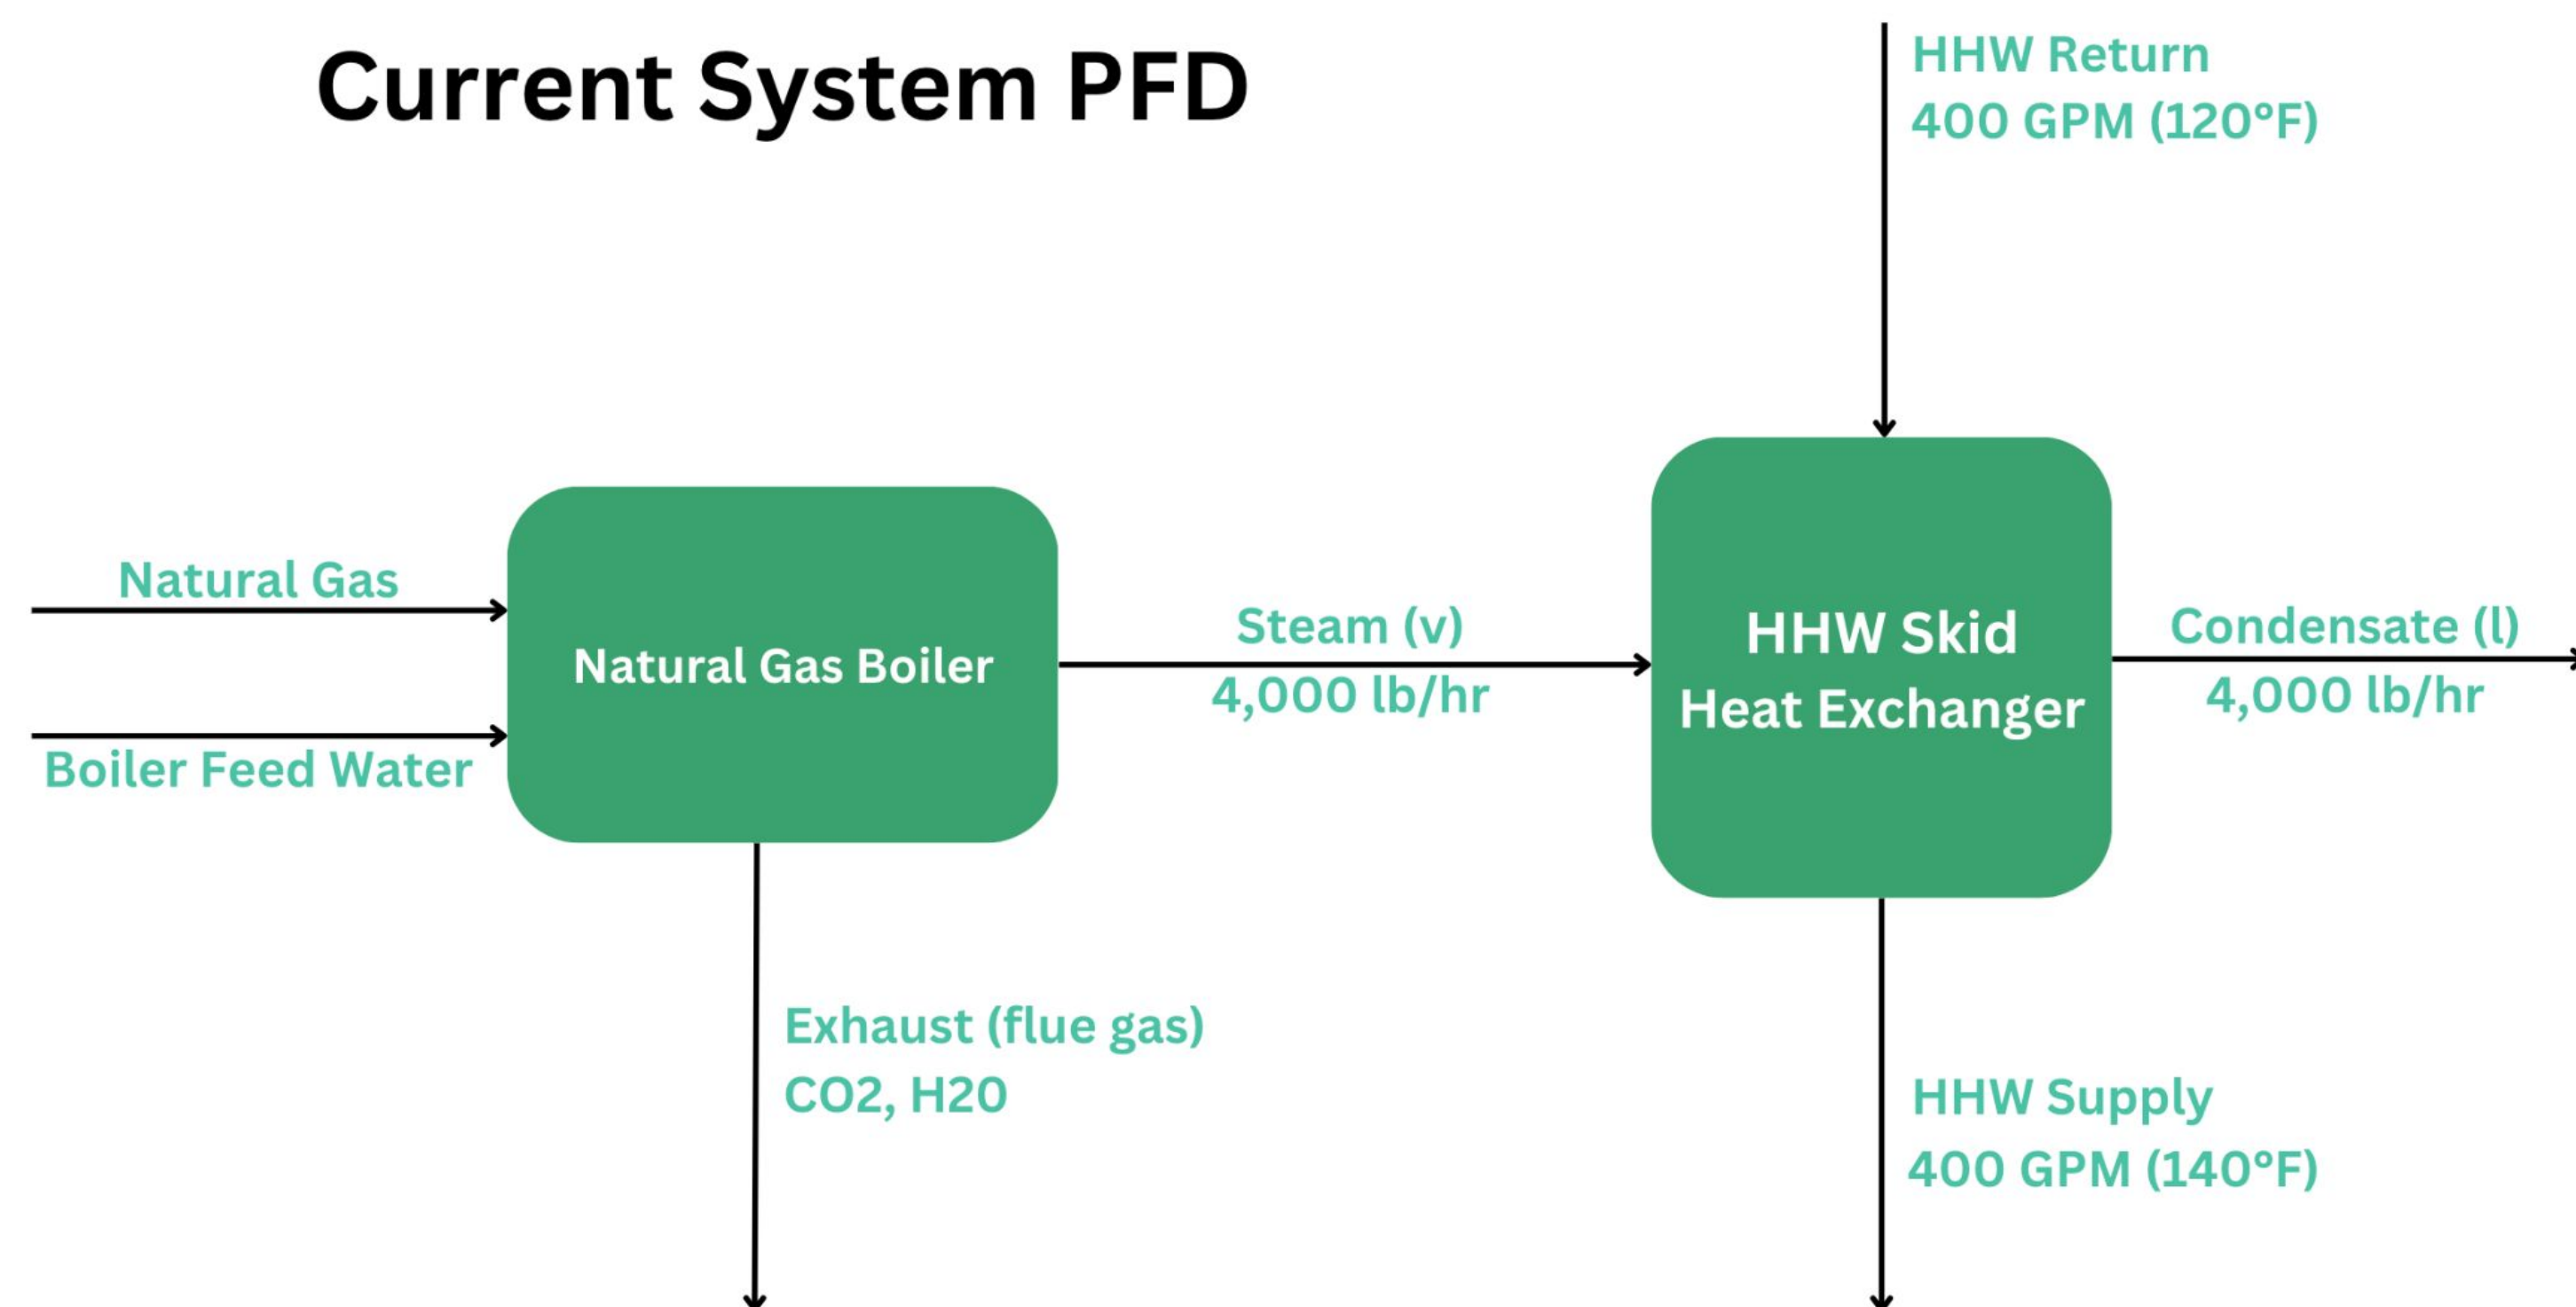 Current System PFD
HHW Return
400 GPM (120°F)
Natural Gas
Boiler Feed Water
Natural Gas Boiler
Steam (v)
4,000 lb/hr
HHW Skid
Heat Exchanger
Condensate (l)
4,000 lb/hr
Exhaust (flue gas)
CO2, H20
HHW Supply
400 GPM (140°F)